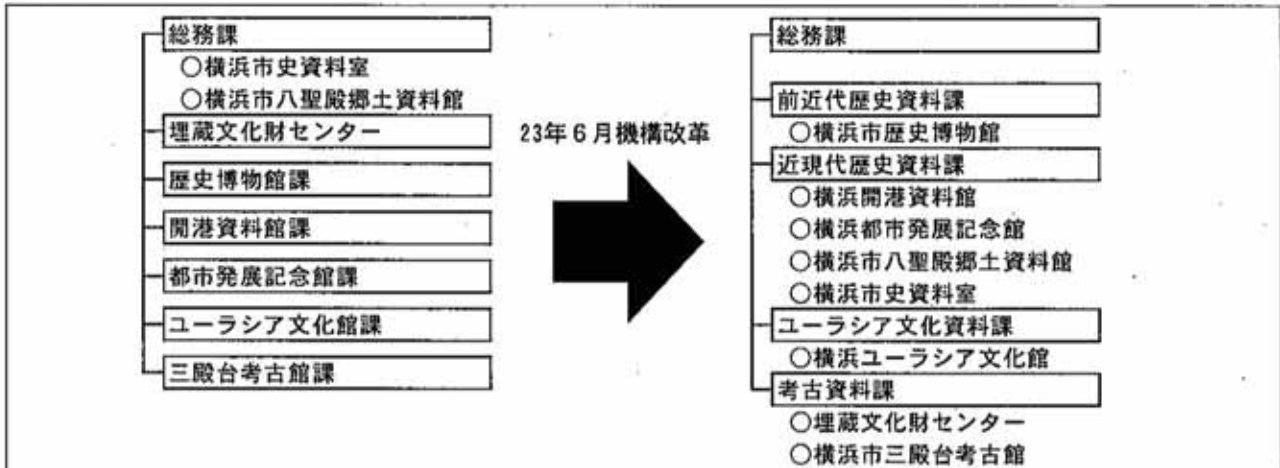 総務課
○横浜市史資料室
○横浜市八聖殿郷土資料館
埋蔵文化財センター
歴史博物館課
開港資料館課
都市発展記念館課
ユーラシア文化館課
三殿台考古館課
23年6月機構改革
総務課
前近代歴史資料課
○横浜市歴史博物館
近現代歴史資料課
○横浜開港資料館
○横浜都市発展記念館
○横浜市八聖殿郷土資料館
○横浜市史資料室
ユーラシア文化資料課
○横浜ユーラシア文化館
考古資料課
○埋蔵文化財センター
○横浜市三殿台考古館